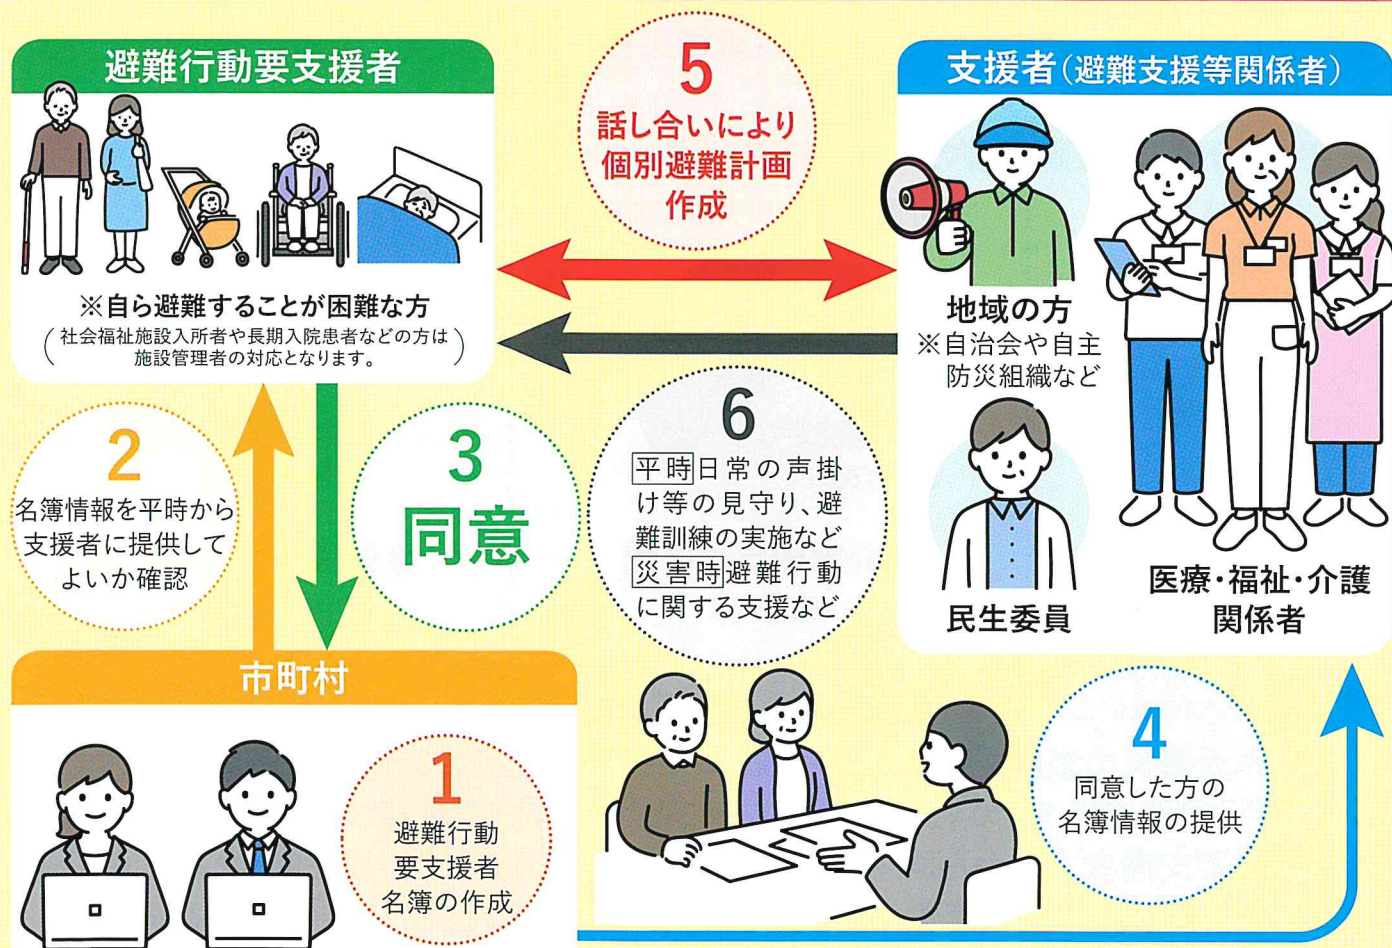 避難行動要支援者
※自ら避難することが困難な方
(社会福祉施設入所者や長期入院患者などの方は
施設管理者の対応となります。)
5
話し合いにより
個別避難計画
作成
支援者(避難支援等関係者)
地域の方
※自治会や自主
防災組織など
民生委員
医療・福祉・介護
関係者
2
名簿情報を平時から
支援者に提供して
よいか確認
3
同意
6
平時日常の声掛
け等の見守り、避
難訓練の実施など
災害時避難行動
に関する支援など
市町村
1
避難行動
要支援者
名簿の作成
4
同意した方の
名簿情報の提供